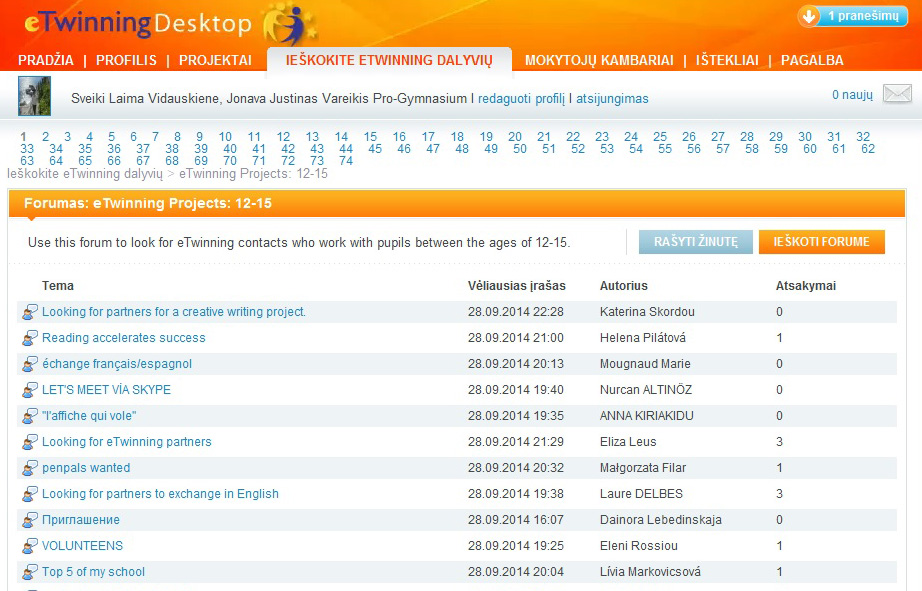 eTwinning Desktop
1 pranešimų
PRADŽIA | PROFILIS | PROJEKTAI IEŠKOKITE ETWINNING DALYVIŲ MOKYTOJŲ KAMBARIAI | IŠTEKLIAI | PAGALBA
Sveiki Laima Vidauskiene, Jonava Justinas Vareikis Pro-Gymnasium | redaguoti profilį | atsijungimas 0 naujų
1 2 3 4 5 6 7 8 9 10 11 12 13 14 15 16 17 18 19 20 21 22 23 24 25 26 27 28 29 30 31 32
33 34 35 36 37 38 39 40 41 42 43 44 45 46 47 48 49 50 51 52 53 54 55 56 57 58 59 60 61 62
63 64 65 66 67 68 69 70 71 72 73 74
Ieškokite eTwinning dalyvių > eTwinning Projects: 12-15
Forumas: eTwinning Projects: 12-15
Use this forum to look for eTwinning contacts who work with pupils between the ages of 12-15. RAŠYTI ŽINUTĘ IEŠKOTI FORUME
Tema Vėliausias įrašas Autorius Atsakymai
Looking for partners for a creative writing project. 28.09.2014 22:28 Katerina Skordou 0
Reading accelerates success 28.09.2014 21:00 Helena Pilátová 1
échange français/espagnol 28.09.2014 20:13 Mougnaud Marie 0
LET'S MEET VİA SKYPE 28.09.2014 19:40 Nurcan ALTINÖZ 0
"l'affiche qui vole" 28.09.2014 19:35 ANNA KIRIAKIDU 0
Looking for eTwinning partners 28.09.2014 21:29 Eliza Leus 3
penpals wanted 28.09.2014 20:32 Małgorzata Filar 1
Looking for partners to exchange in English 28.09.2014 19:38 Laure DELBES 3
Приглашение 28.09.2014 16:07 Dainora Lebedinskaja 0
VOLUNTEENS 28.09.2014 19:25 Eleni Rossiou 1
Top 5 of my school 28.09.2014 20:04 Lívia Markovicsová 1